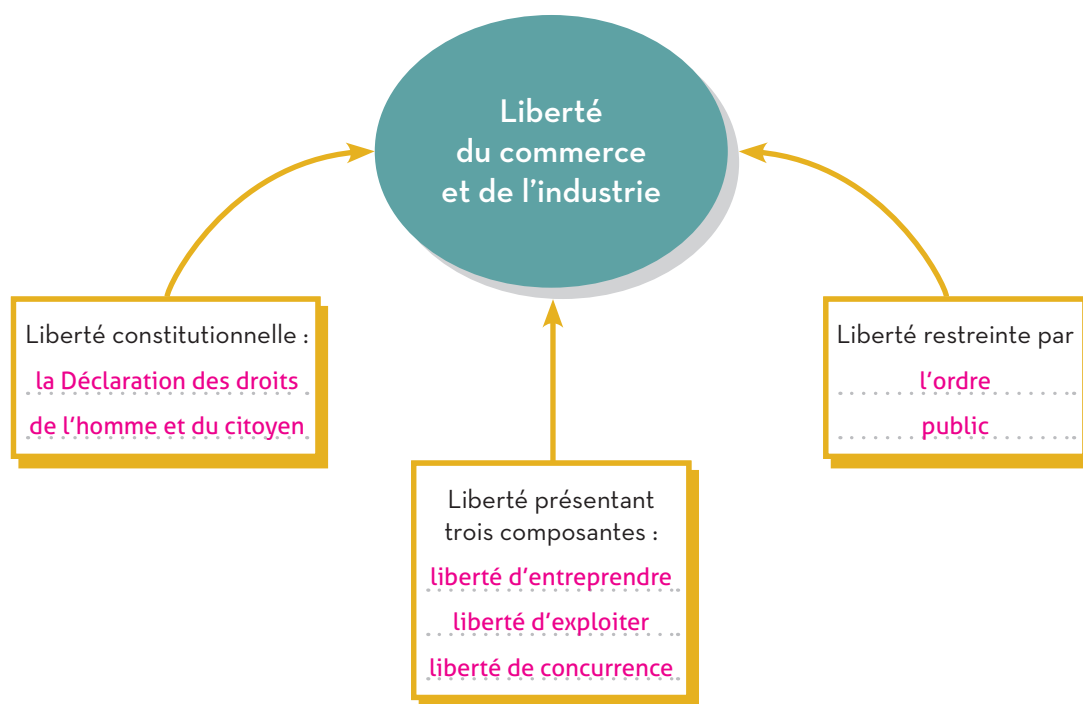 Liberté
du commerce
et de l'industrie
Liberté constitutionnelle :
la Déclaration des droits
de l'homme et du citoyen
Liberté présentant
trois composantes :
liberté d'entreprendre
liberté d'exploiter
liberté de concurrence
Liberté restreinte par
l'ordre
public